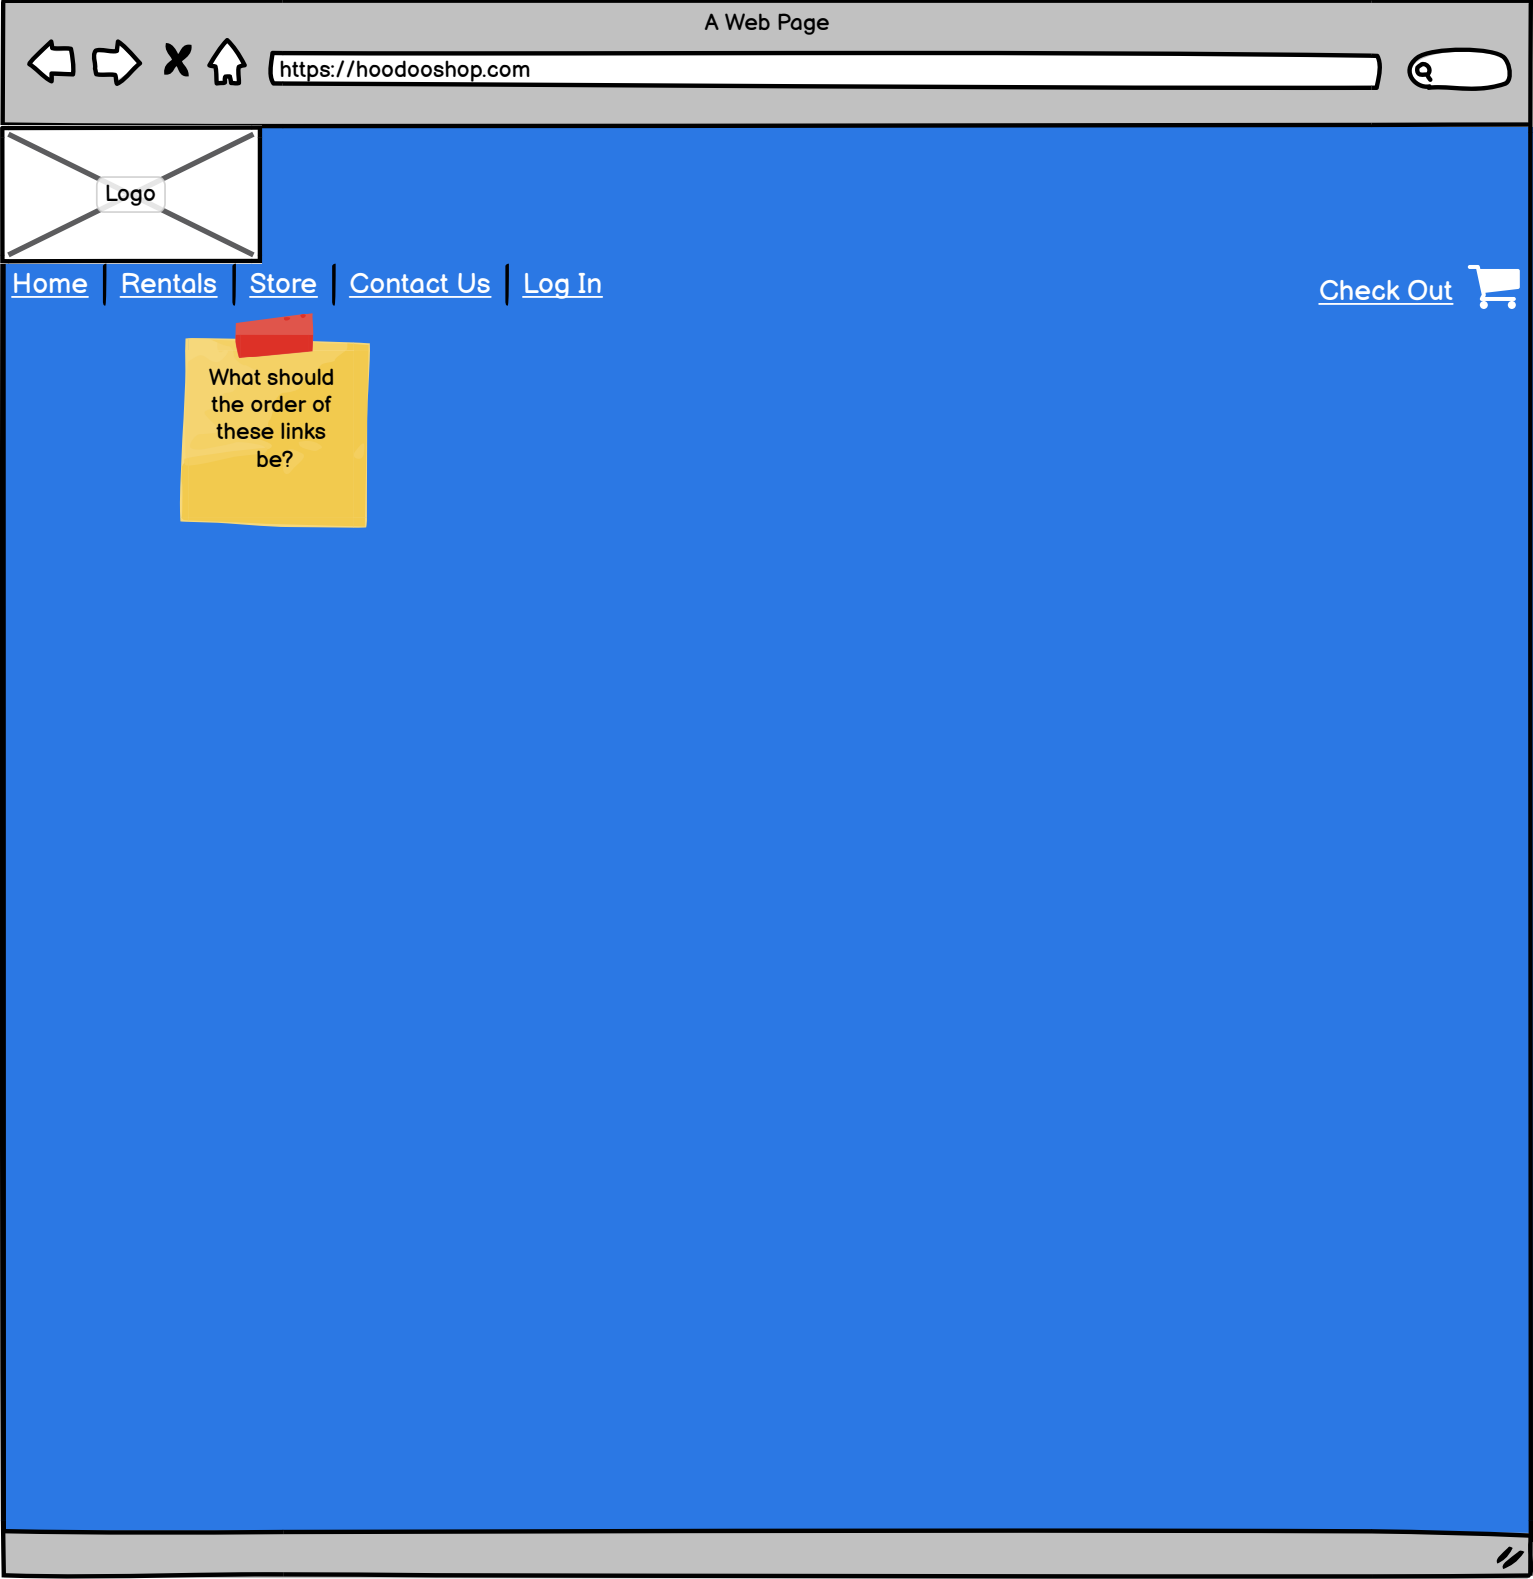 A Web Page
https://hoodooshop.com
Logo
Home Rentals Store Contact Us Log In Check Out
What should
the order of
these links
be?